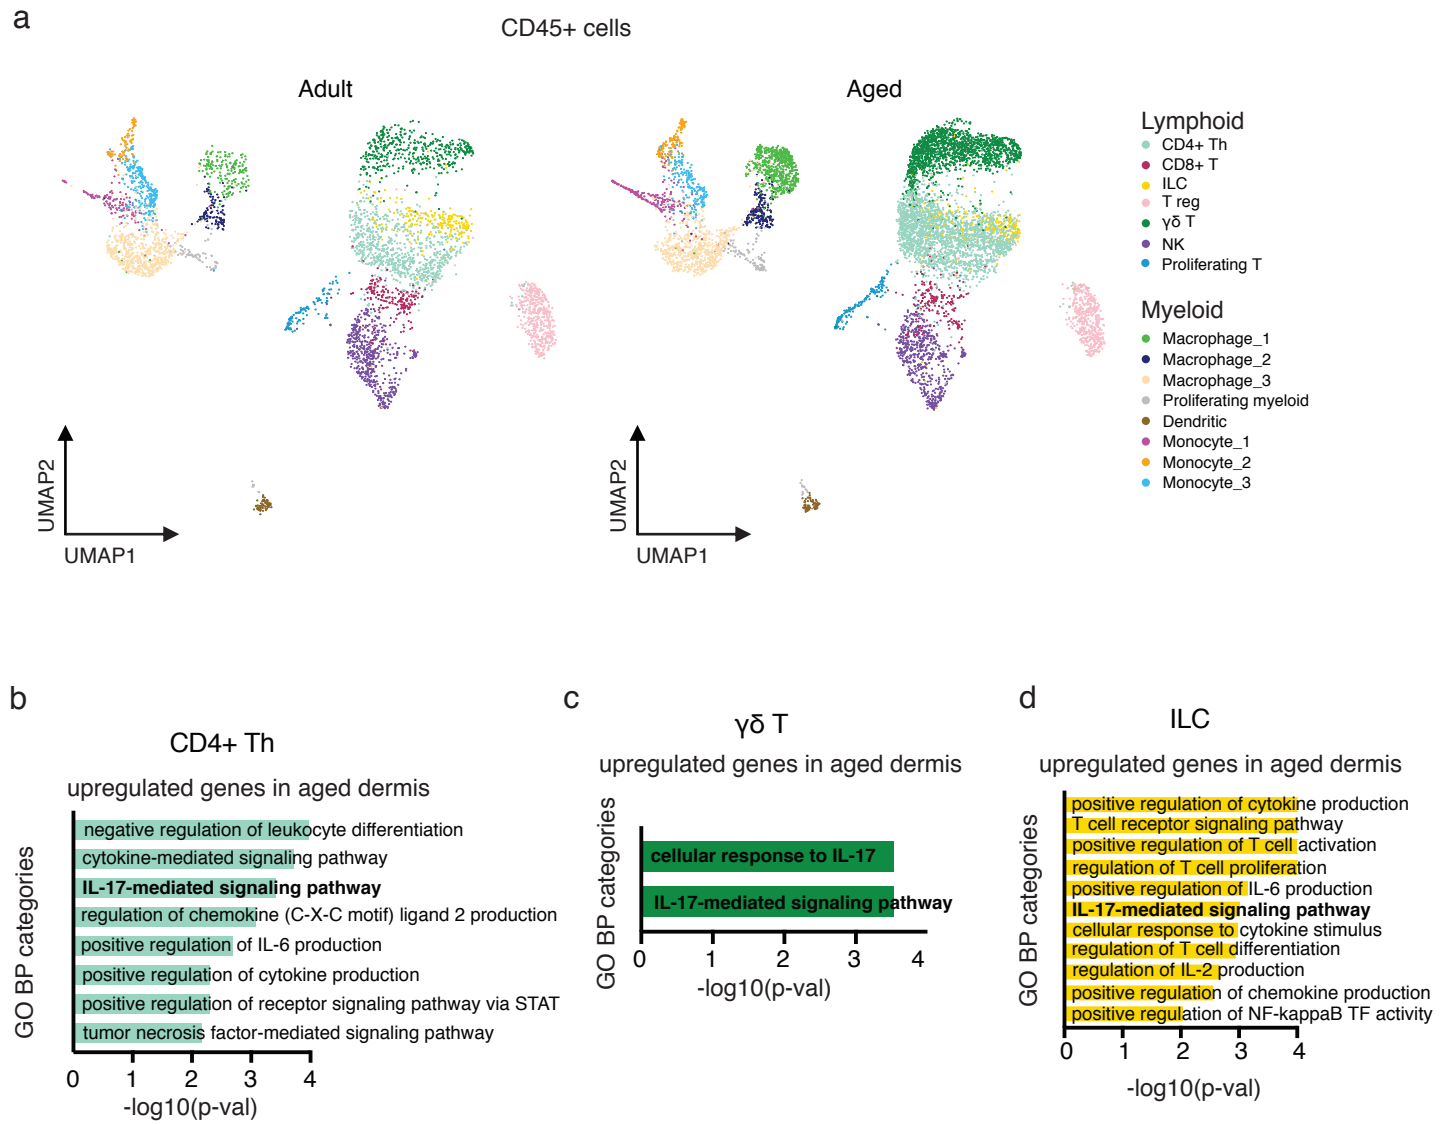 a
CD45+ cells
Adult
Aged
Lymphoid
CD4+ Th
CD8+ T
ILC
T reg
γδ T
NK
Proliferating T
Myeloid
Macrophage_1
Macrophage_2
Macrophage_3
Proliferating myeloid
Dendritic
Monocyte_1
Monocyte_2
Monocyte_3
UMAP2
UMAP1
UMAP2
UMAP1
b
CD4+ Th
upregulated genes in aged dermis
GO BP categories
negative regulation of leukocyte differentiation
cytokine-mediated signaling pathway
IL-17-mediated signaling pathway
regulation of chemokine (C-X-C motif) ligand 2 production
positive regulation of IL-6 production
positive regulation of cytokine production
positive regulation of receptor signaling pathway via STAT
tumor necrosis factor-mediated signaling pathway
0 1 2 3 4
-log10(p-val)
c
γδ T
upregulated genes in aged dermis
GO BP categories
cellular response to IL-17
IL-17-mediated signaling pathway
0 1 2 3 4
-log10(p-val)
d
ILC
upregulated genes in aged dermis
GO BP categories
positive regulation of cytokine production
T cell receptor signaling pathway
positive regulation of T cell activation
regulation of T cell proliferation
positive regulation of IL-6 production
IL-17-mediated signaling pathway
cellular response to cytokine stimulus
regulation of T cell differentiation
regulation of IL-2 production
positive regulation of chemokine production
positive regulation of NF-kappaB TF activity
0 1 2 3 4
-log10(p-val)